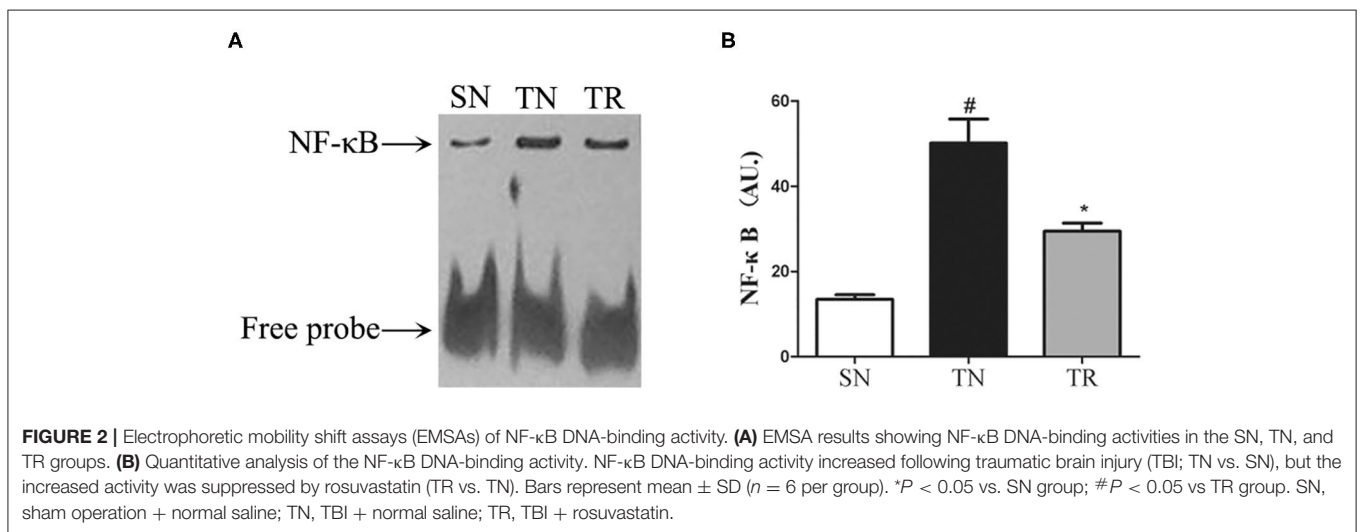 A
SN TN TR
NF-κB
Free probe
B
NF-κ B (AU.)
60
40
20
0
#
*
SN TN TR
FIGURE 2 | Electrophoretic mobility shift assays (EMSAs) of NF-κB DNA-binding activity. (A) EMSA results showing NF-κB DNA-binding activities in the SN, TN, and
TR groups. (B) Quantitative analysis of the NF-κB DNA-binding activity. NF-κB DNA-binding activity increased following traumatic brain injury (TBI; TN vs. SN), but the
increased activity was suppressed by rosuvastatin (TR vs. TN). Bars represent mean ± SD (n = 6 per group). *P < 0.05 vs. SN group; #P < 0.05 vs TR group. SN,
sham operation + normal saline; TN, TBI + normal saline; TR, TBI + rosuvastatin.